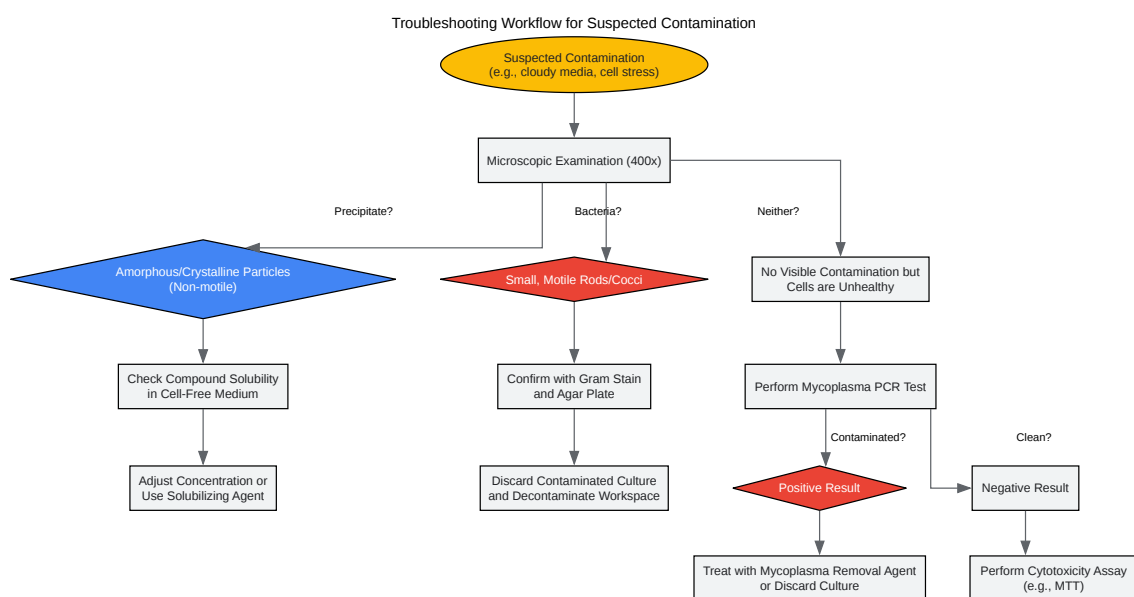 Troubleshooting Workflow for Suspected Contamination
Suspected Contamination
(e.g., cloudy media, cell stress)
Microscopic Examination (400x)
Precipitate?
Bacteria?
Neither?
Amorphous/Crystalline Particles
(Non-motile)
Small, Motile Rods/Cocci
No Visible Contamination but
Cells are Unhealthy
Check Compound Solubility
in Cell-Free Medium
Confirm with Gram Stain
and Agar Plate
Perform Mycoplasma PCR Test
Contaminated?
Clean?
Adjust Concentration or
Use Solubilizing Agent
Discard Contaminated Culture
and Decontaminate Workspace
Positive Result
Negative Result
Treat with Mycoplasma Removal Agent
or Discard Culture
Perform Cytotoxicity Assay
(e.g., MTT)